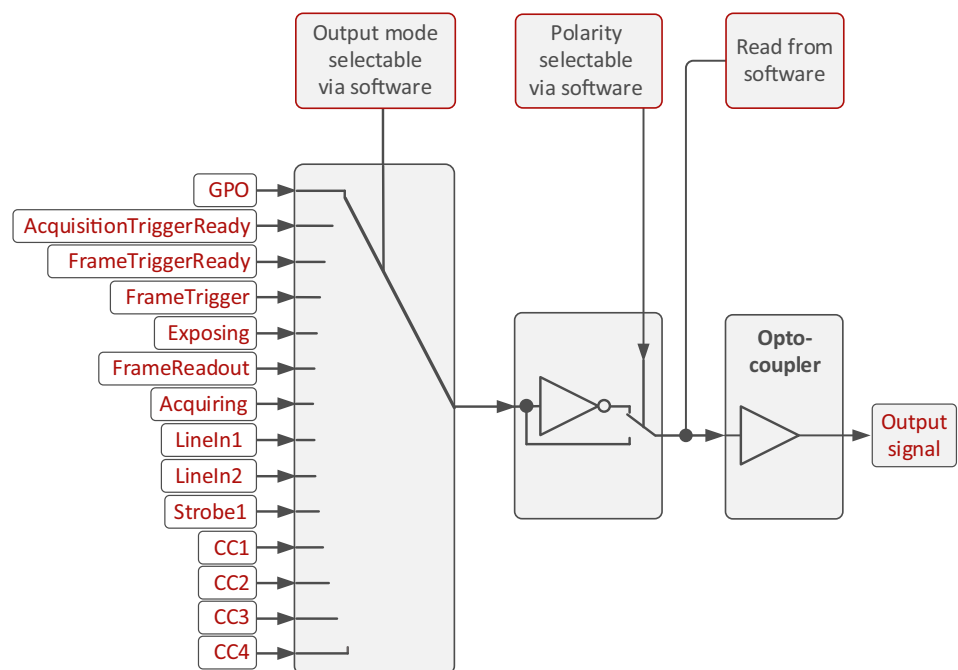 Output mode
selectable
via software
Polarity
selectable
via software
Read from
software
GPO
AcquisitionTriggerReady
FrameTriggerReady
FrameTrigger
Exposing
FrameReadout
Acquiring
LineIn1
LineIn2
Strobe1
CC1
CC2
CC3
CC4
Opto-
coupler
Output
signal